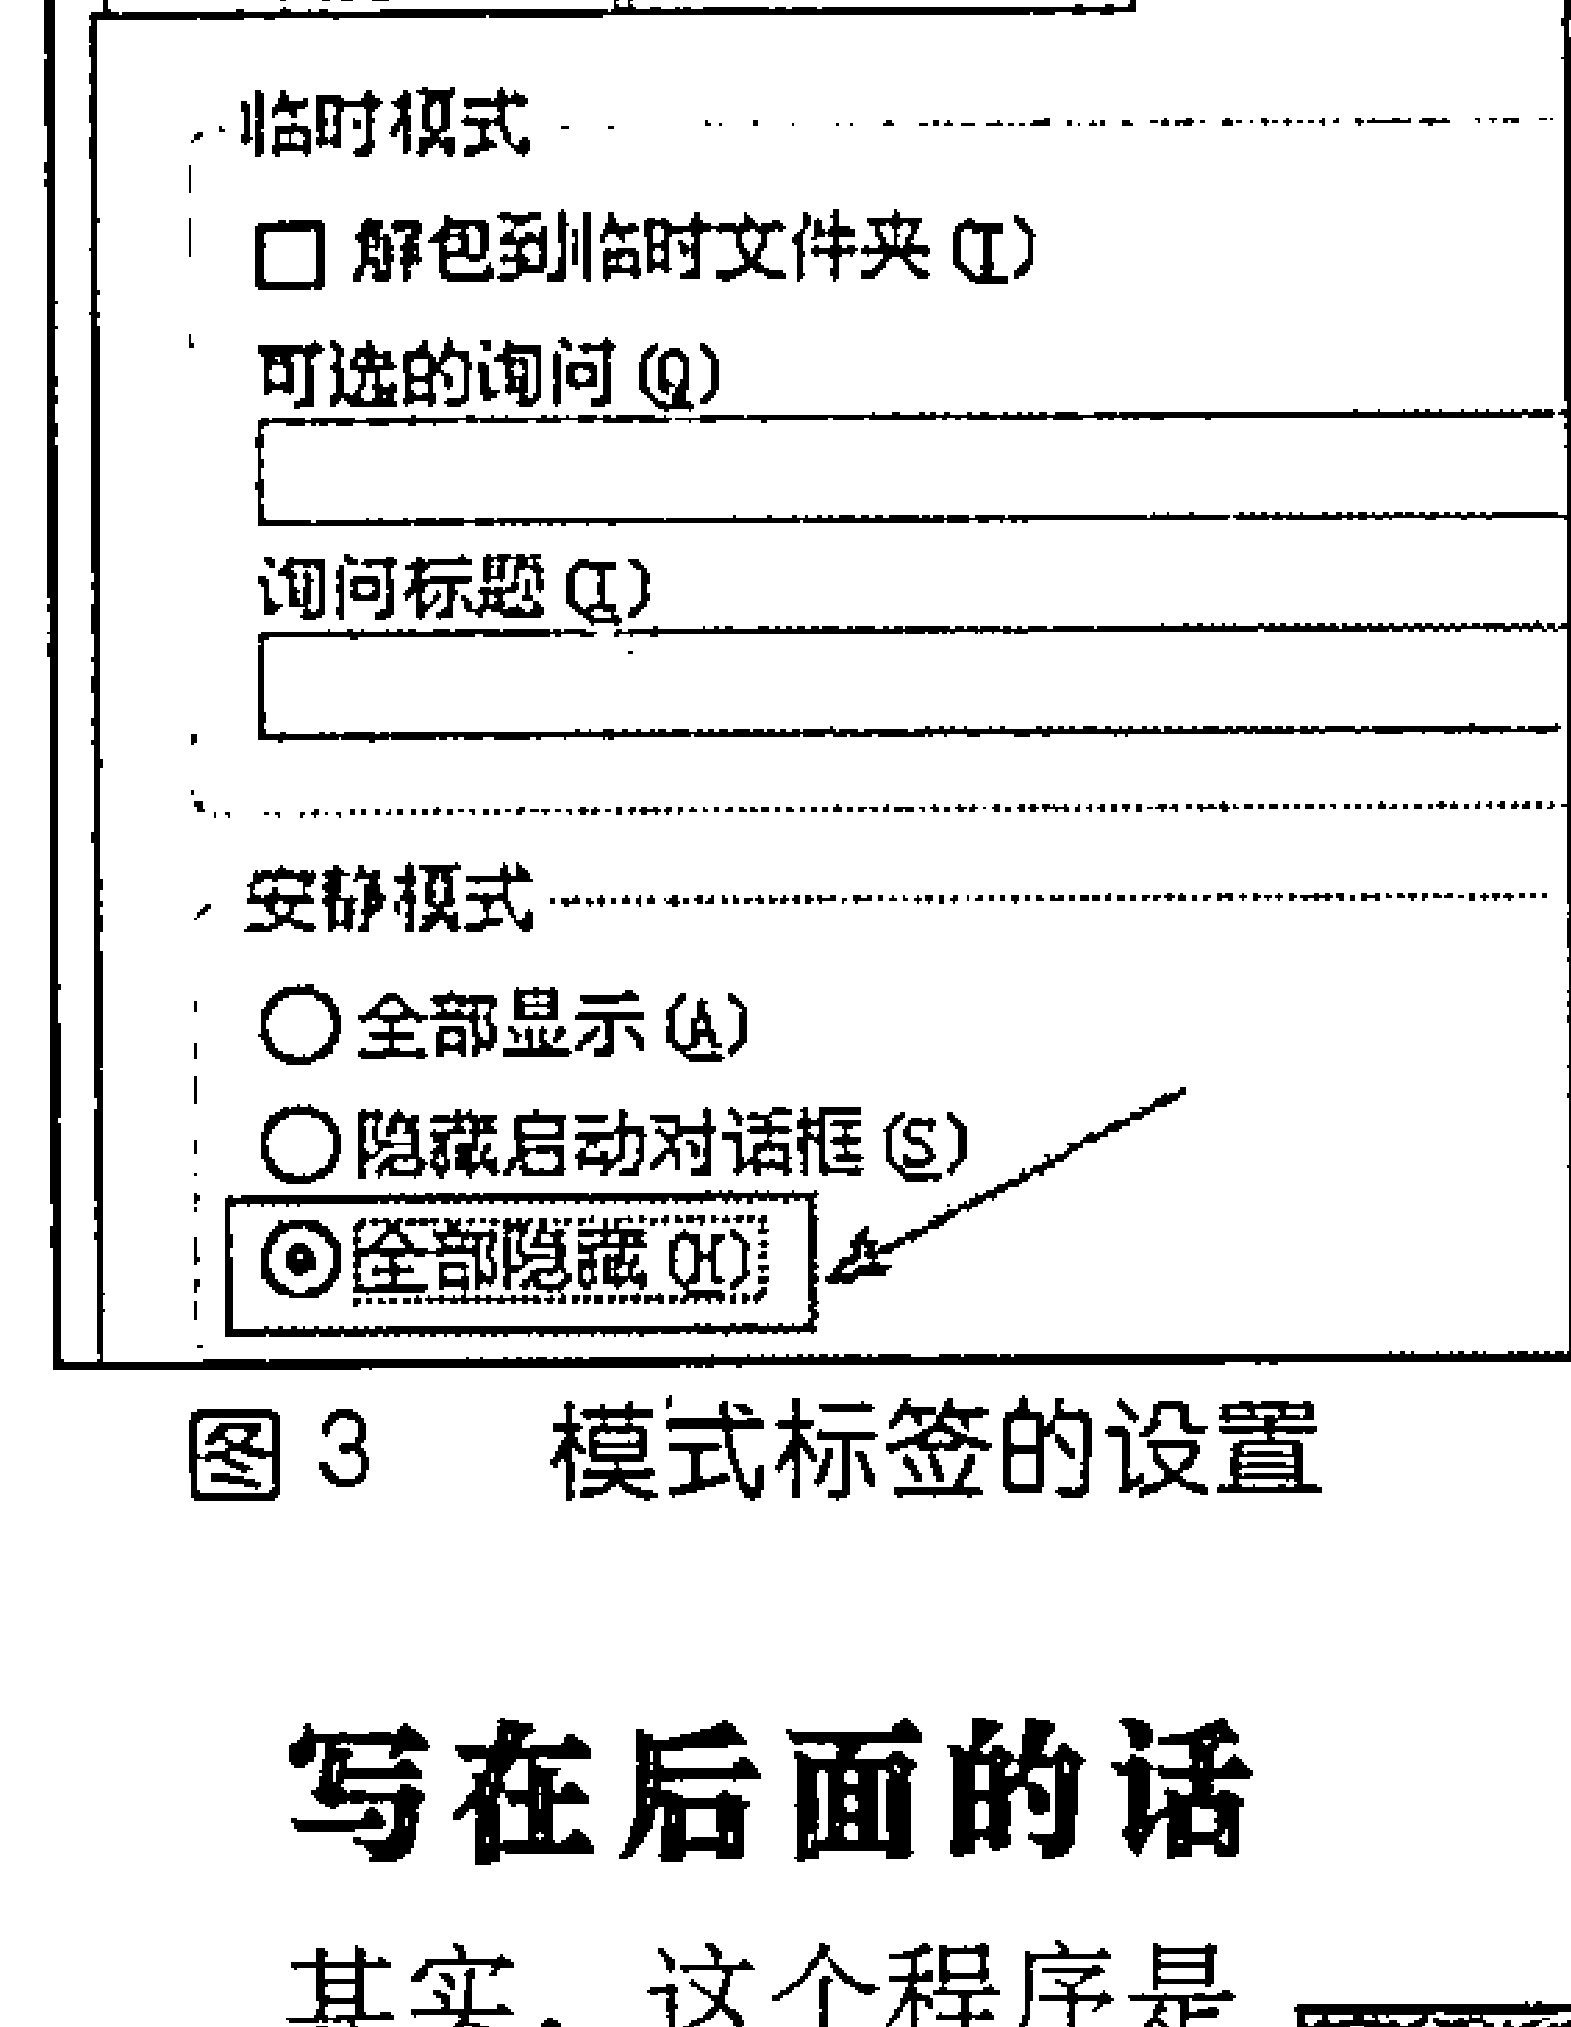 临时模式
解包到临时文件夹(T)
可选的询问(Q)
询问标题(T)
安静模式
全部显示(A)
隐藏启动对话框(S)
全部隐藏(H)
图3 模式标签的设置
写在后面的话
其实，这个程序是